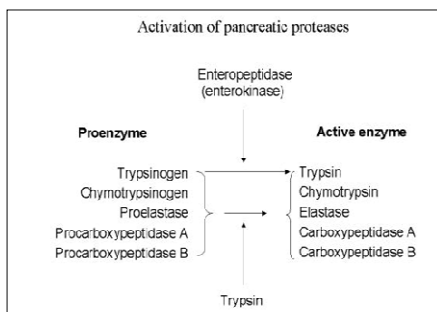 Activation of pancreatic proteases
Enteropeptidase
(enterokinase)
Proenzyme
Active enzyme
Trypsinogen
Trypsin
Chymotrypsinogen
Chymotrypsin
Proelastase
Elastase
Procarboxypeptidase A
Carboxypeptidase A
Procarboxypeptidase B
Carboxypeptidase B
Trypsin